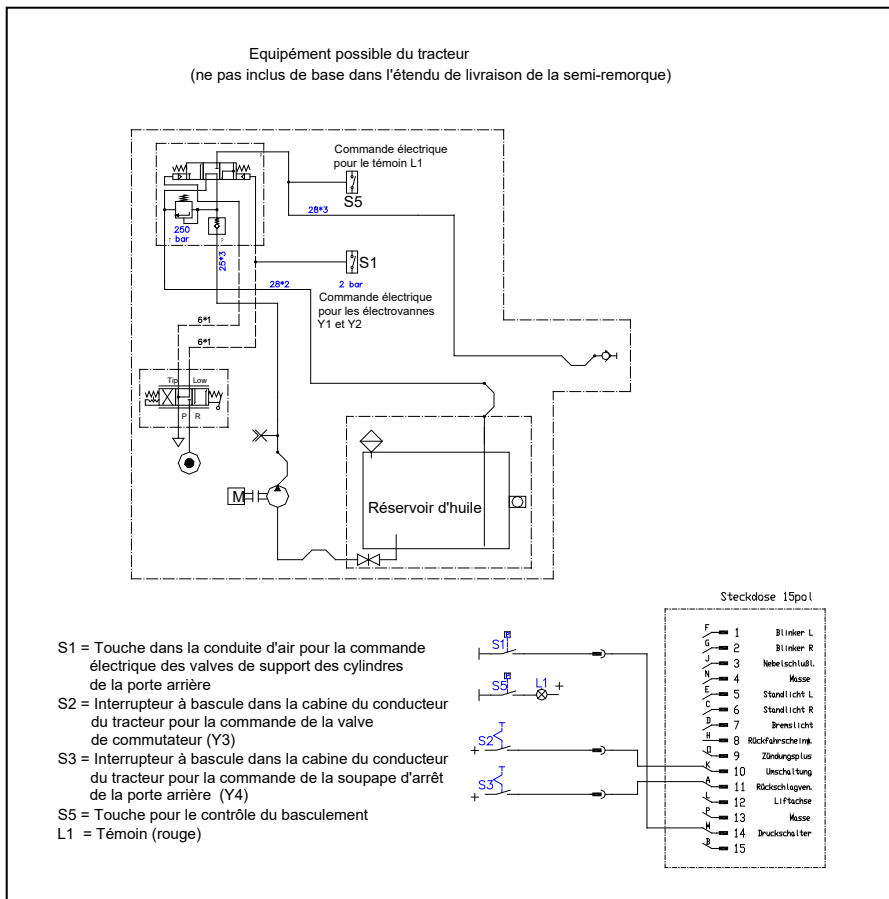 Equipément possible du tracteur
(ne pas inclus de base dans l'étendu de livraison de la semi-remorque)
Commande électrique
pour le témoin L1
S5
28*3
250
bar
25*3
S1
2 bar
28*2
Commande électrique
pour les électrovannes
Y1 et Y2
6*1
6*1
Tip Low
P R
M
Réservoir d'huile
S1 = Touche dans la conduite d'air pour la commande
électrique des valves de support des cylindres
de la porte arrière
S2 = Interrupteur à bascule dans la cabine du conducteur
du tracteur pour la commande de la valve
de commutateur (Y3)
S3 = Interrupteur à bascule dans la cabine du conducteur
du tracteur pour la commande de la soupape d'arrêt
de la porte arrière (Y4)
S5 = Touche pour le contrôle du basculement
L1 = Témoin (rouge)
P
S1
P
S5 L1 +
S2
+
S3
+
Steckdose 15pol
F 1 Blinker L
G 2 Blinker R
J 3 Nebelschlußl.
N 4 Masse
E 5 Standlicht L
C 6 Standlicht R
D 7 Bremslicht
H 8 Rückfahrscheinw.
9 Zündungsplus
K 10 Umschaltung
A 11 Rückschlagven.
L 12 Liftachse
P 13 Masse
M 14 Druckschalter
B 15